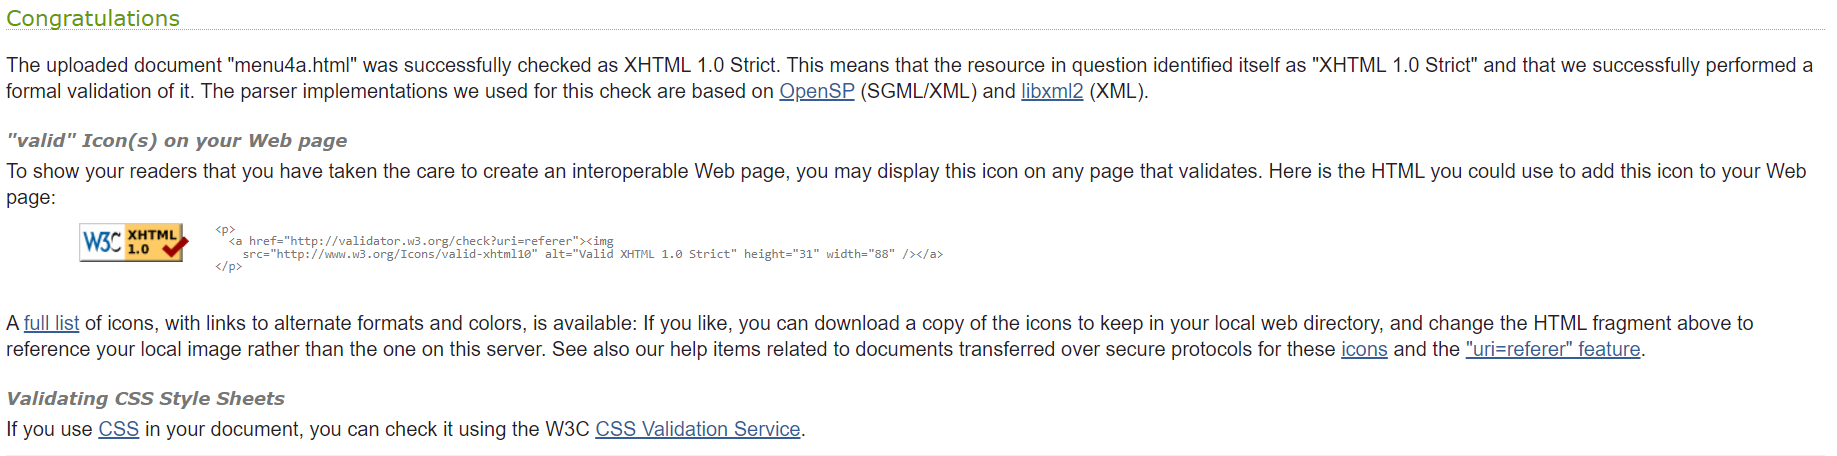 Congratulations
The uploaded document "menu4a.html" was successfully checked as XHTML 1.0 Strict. This means that the resource in question identified itself as "XHTML 1.0 Strict" and that we successfully performed a
formal validation of it. The parser implementations we used for this check are based on OpenSP (SGML/XML) and libxml2 (XML).
"valid" Icon(s) on your Web page
To show your readers that you have taken the care to create an interoperable Web page, you may display this icon on any page that validates. Here is the HTML you could use to add this icon to your Web
page:
W3C XHTML 1.0
<p>
<a href="http://validator.w3.org/check?uri=referer"><img
src="http://www.w3.org/Icons/valid-xhtml10" alt="Valid XHTML 1.0 Strict" height="31" width="88" /></a>
</p>
A full list of icons, with links to alternate formats and colors, is available: If you like, you can download a copy of the icons to keep in your local web directory, and change the HTML fragment above to
reference your local image rather than the one on this server. See also our help items related to documents transferred over secure protocols for these icons and the "uri=referer" feature.
Validating CSS Style Sheets
If you use CSS in your document, you can check it using the W3C CSS Validation Service.